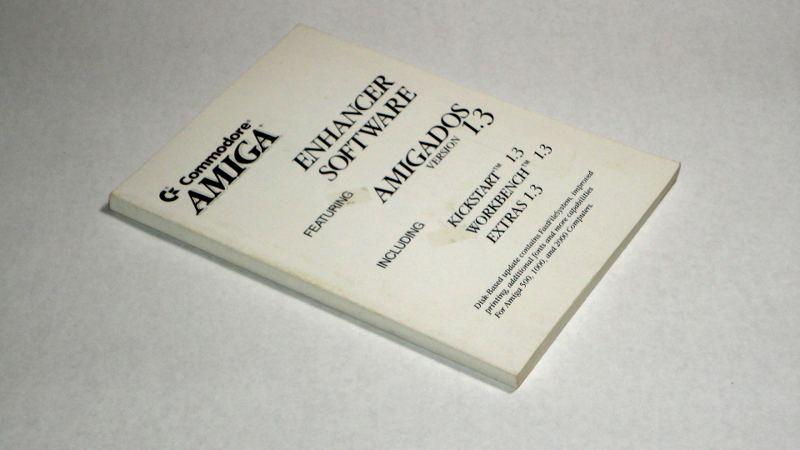 Commodore®
AMIGA®
ENHANCER
SOFTWARE
FEATURING
AMIGADOS
VERSION 1.3
INCLUDING
KICKSTART™ 1.3
WORKBENCH™ 1.3
EXTRAS 1.3
Disk-Based update contains FastFileSystem, improved
printing, additional fonts and more capabilities
For Amiga 500, 1000, and 2000 Computers.